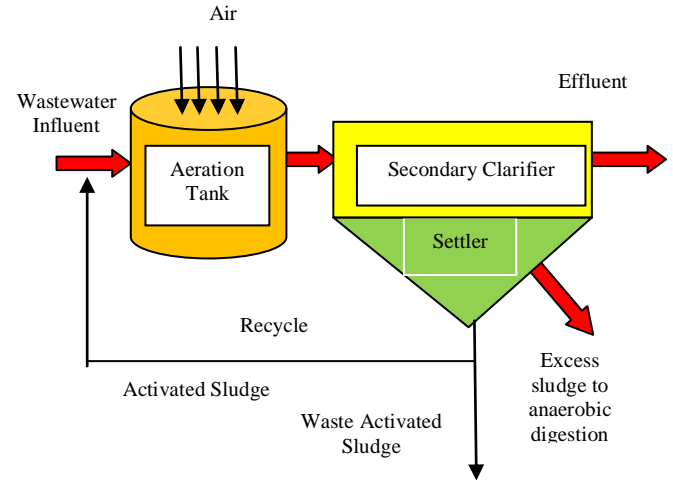 Air
Effluent
Wastewater
Influent
Aeration
Tank
Secondary Clarifier
Settler
Recycle
Activated Sludge
Excess
sludge to
anaerobic
digestion
Waste Activated
Sludge